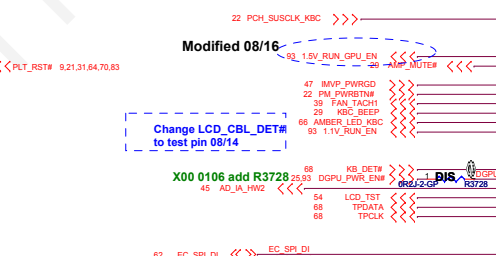 22 PCH_SUSCLK_KBC
Modified 08/16
93 1.5V_RUN_GPU_EN
29 AMP_MUTE#
PLT_RST# 9,21,31,64,70,83
47 IMVP_PWRGD
22 PM_PWRBTN#
39 FAN_TACH1
29 KBC_BEEP
66 AMBER_LED_KBC
93 1.1V_RUN_EN
Change LCD_CBL_DET#
to test pin 08/14
68 KB_DET#
X00 0106 add R3728
25,93 DGPU_PWR_EN#
1
DIS
DGPU
0R2J-2-GP
R3728
45 AD_IA_HW2
54 LCD_TST
68 TPDATA
68 TPCLK
62 EC_SPI_DI
EC_SPI_DI